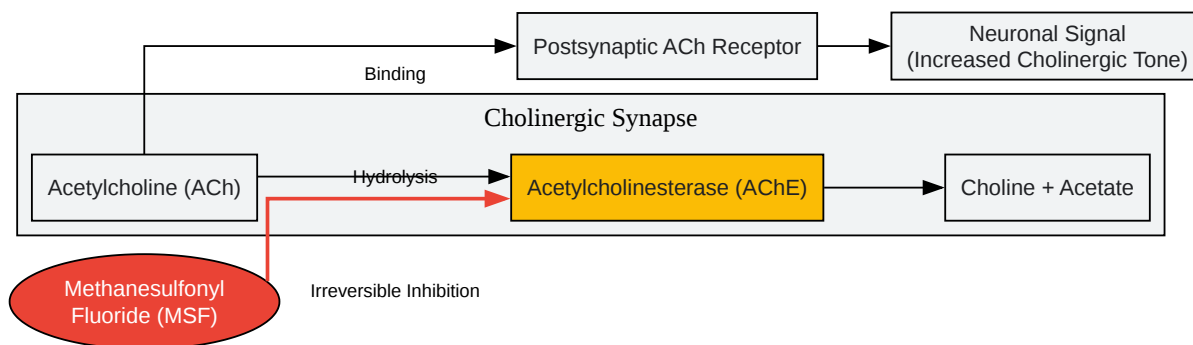 Postsynaptic ACh Receptor
Neuronal Signal
(Increased Cholinergic Tone)
Binding
Cholinergic Synapse
Acetylcholine (ACh)
Hydrolysis
Acetylcholinesterase (AChE)
Choline + Acetate
Methanesulfonyl
Fluoride (MSF)
Irreversible Inhibition